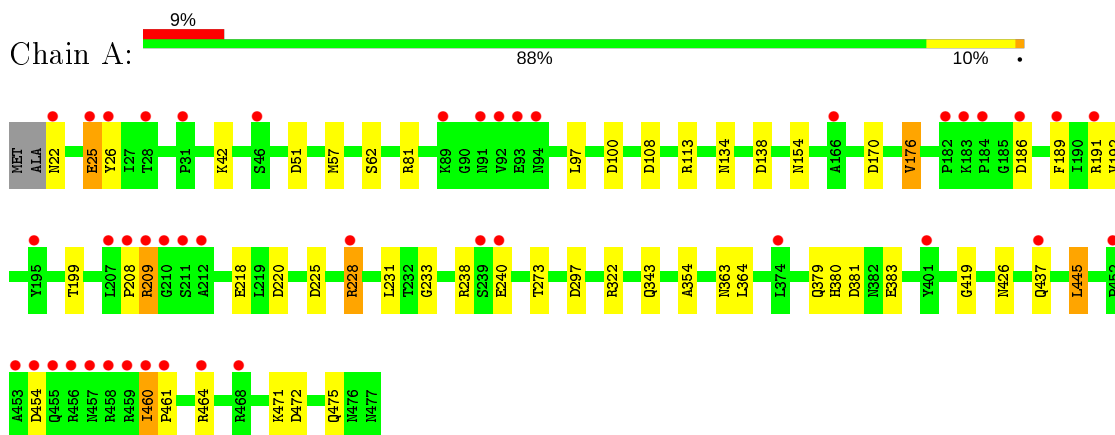 9%
Chain A:
88% 10% •
MET ALA N22 E25 Y26 I27 T28 P31 K42 S46 D51 M57 S62 R81 K89 G90 N91 V92 E93 N94 L97 D100 D108 R113 N134 D138 N154 A166 D170 V176 P182 K183 P184 G185 D186 F189 I190 R191 V192
Y195 T199 L207 P208 R209 G210 S211 A212 E218 L219 D220 D225 R228 L231 T232 G233 R238 S239 E240 T273 D297 R322 Q343 A354 N363 L364 L374 Q379 H380 D381 N382 E383 Y401 G419 N426 Q437 L445
A453 D454 Q455 R456 N457 R458 R459 I460 P461 R464 R468 K471 D472 Q475 N476 N477